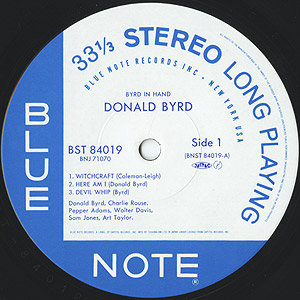 33 1/3 STEREO LONG PLAYING
BLUE NOTE RECORDS INC · NEW YORK USA
BYRD IN HAND
DONALD BYRD
BST 84019
BNJ 71070
Side 1
(BNST 84019-A)
1. WITCHCRAFT (Coleman-Leigh)
2. HERE AM I (Donald Byrd)
3. DEVIL WHIP (Byrd)
Donald Byrd, Charlie Rouse,
Pepper Adams, Walter Davis,
Sam Jones, Art Taylor.
BLUE
NOTE
®